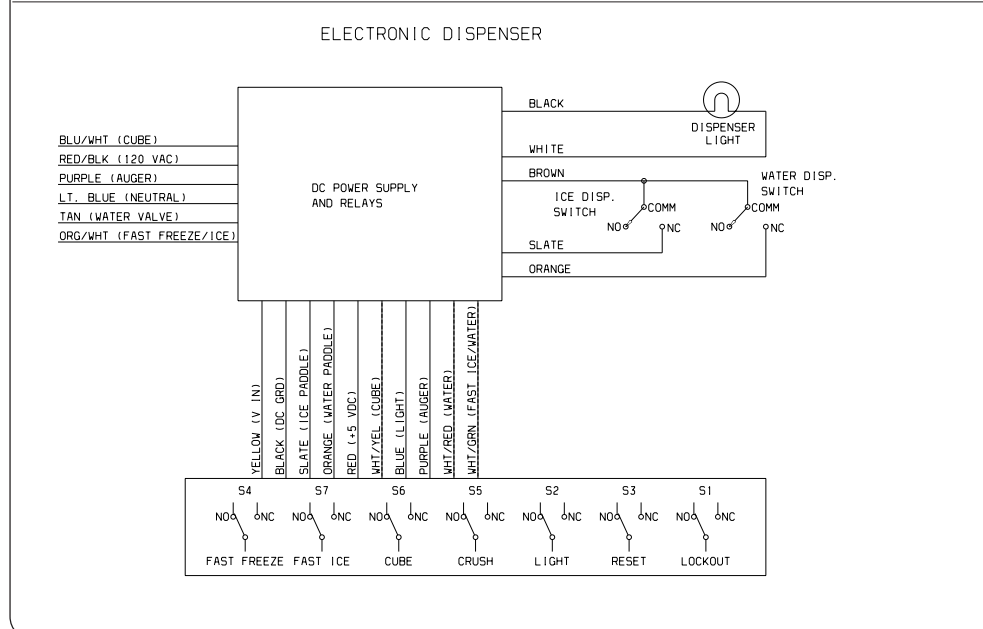 ELECTRONIC DISPENSER
BLACK
DISPENSER
LIGHT
WHITE
BROWN
BLU/WHT (CUBE)
RED/BLK (120 VAC)
PURPLE (AUGER)
LT. BLUE (NEUTRAL)
TAN (WATER VALVE)
ORG/WHT (FAST FREEZE/ICE)
DC POWER SUPPLY
AND RELAYS
ICE DISP.
SWITCH
COMM
NO
NC
WATER DISP.
SWITCH
COMM
NO
NC
SLATE
ORANGE
YELLOW (V IN)
BLACK (DC GRD)
SLATE (ICE PADDLE)
ORANGE (WATER PADDLE)
RED (+5 VDC)
WHT/YEL (CUBE)
BLUE (LIGHT)
PURPLE (AUGER)
WHT/RED (WATER)
WHT/GRN (FAST ICE/WATER)
S4 S7 S6 S5 S2 S3 S1
NO NC NO NC NO NC NO NC NO NC NO NC NO NC
FAST FREEZE FAST ICE CUBE CRUSH LIGHT RESET LOCKOUT